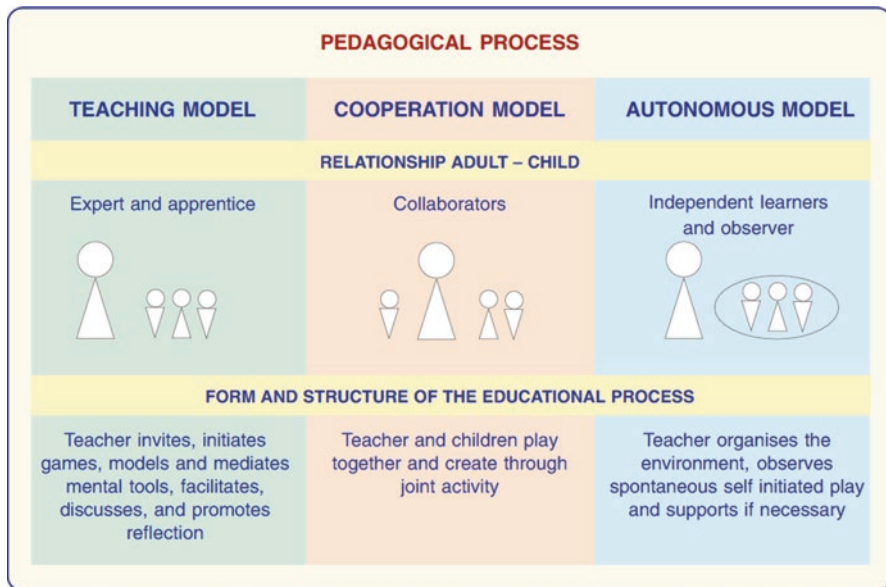 PEDAGOGICAL PROCESS
TEACHING MODEL
COOPERATION MODEL
AUTONOMOUS MODEL
RELATIONSHIP ADULT – CHILD
Expert and apprentice
Collaborators
Independent learners
and observer
FORM AND STRUCTURE OF THE EDUCATIONAL PROCESS
Teacher invites, initiates
games, models and mediates
mental tools, facilitates,
discusses, and promotes
reflection
Teacher and children play
together and create through
joint activity
Teacher organises the
environment, observes
spontaneous self initiated play
and supports if necessary